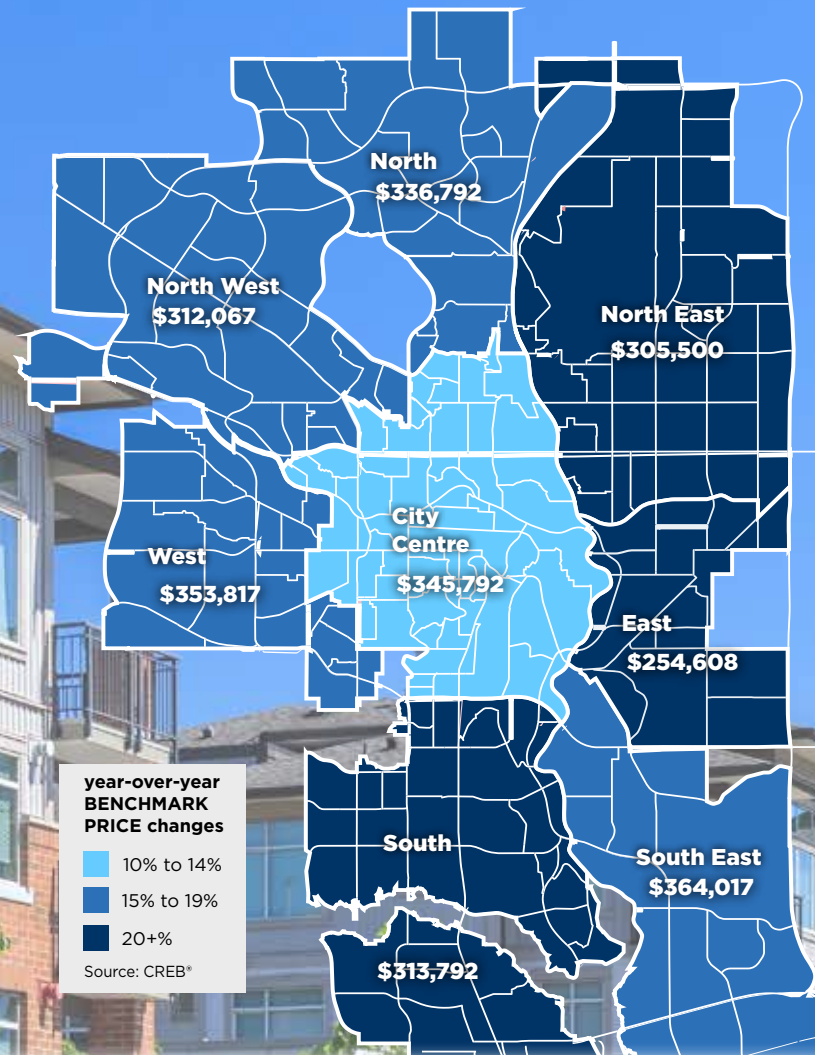 North
$336,792
North West
$312,067
North East
$305,500
City
Centre
$345,792
West
$353,817
East
$254,608
South
$313,792
South East
$364,017
year-over-year
BENCHMARK
PRICE changes
10% to 14%
15% to 19%
20+%
Source: CREB®